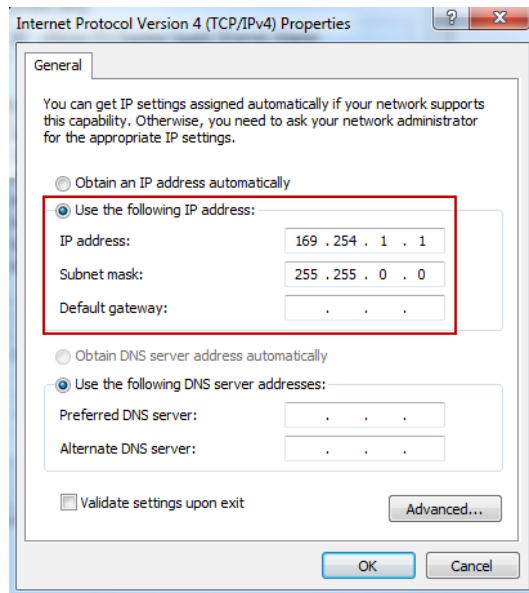 Internet Protocol Version 4 (TCP/IPv4) Properties
General
You can get IP settings assigned automatically if your network supports
this capability. Otherwise, you need to ask your network administrator
for the appropriate IP settings.
Obtain an IP address automatically
Use the following IP address:
IP address: 169 . 254 . 1 . 1
Subnet mask: 255 . 255 . 0 . 0
Default gateway: . . .
Obtain DNS server address automatically
Use the following DNS server addresses:
Preferred DNS server: . . .
Alternate DNS server: . . .
Validate settings upon exit
Advanced...
OK Cancel